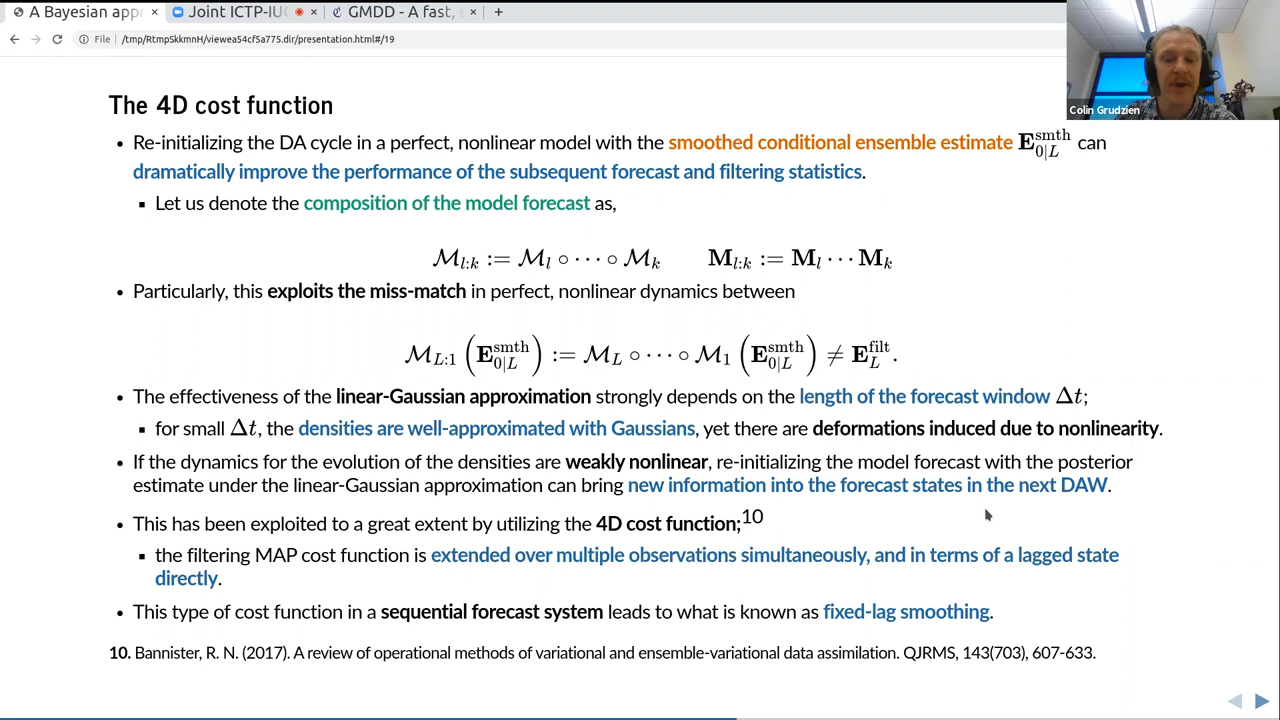 A Bayesian app
Joint ICTP-IU
GMDD - A fast,
File /tmp/RtmpSkkmnH/viewea54cf5a775.dir/presentation.html#/19
Colin Grudzien
The 4D cost function
• Re-initializing the DA cycle in a perfect, nonlinear model with the smoothed conditional ensemble estimate E^smth_0|L can
dramatically improve the performance of the subsequent forecast and filtering statistics.
▪ Let us denote the composition of the model forecast as,
ℳ_l:k := ℳ_l ∘ ⋯ ∘ ℳ_k    M_l:k := M_l ⋯ M_k
• Particularly, this exploits the miss-match in perfect, nonlinear dynamics between
ℳ_L:1 (E^smth_0|L) := ℳ_L ∘ ⋯ ∘ ℳ_1 (E^smth_0|L) ≠ E^filt_L.
• The effectiveness of the linear-Gaussian approximation strongly depends on the length of the forecast window Δt;
▪ for small Δt, the densities are well-approximated with Gaussians, yet there are deformations induced due to nonlinearity.
• If the dynamics for the evolution of the densities are weakly nonlinear, re-initializing the model forecast with the posterior
estimate under the linear-Gaussian approximation can bring new information into the forecast states in the next DAW.
• This has been exploited to a great extent by utilizing the 4D cost function;10
▪ the filtering MAP cost function is extended over multiple observations simultaneously, and in terms of a lagged state
directly.
• This type of cost function in a sequential forecast system leads to what is known as fixed-lag smoothing.
10. Bannister, R. N. (2017). A review of operational methods of variational and ensemble-variational data assimilation. QJRMS, 143(703), 607-633.